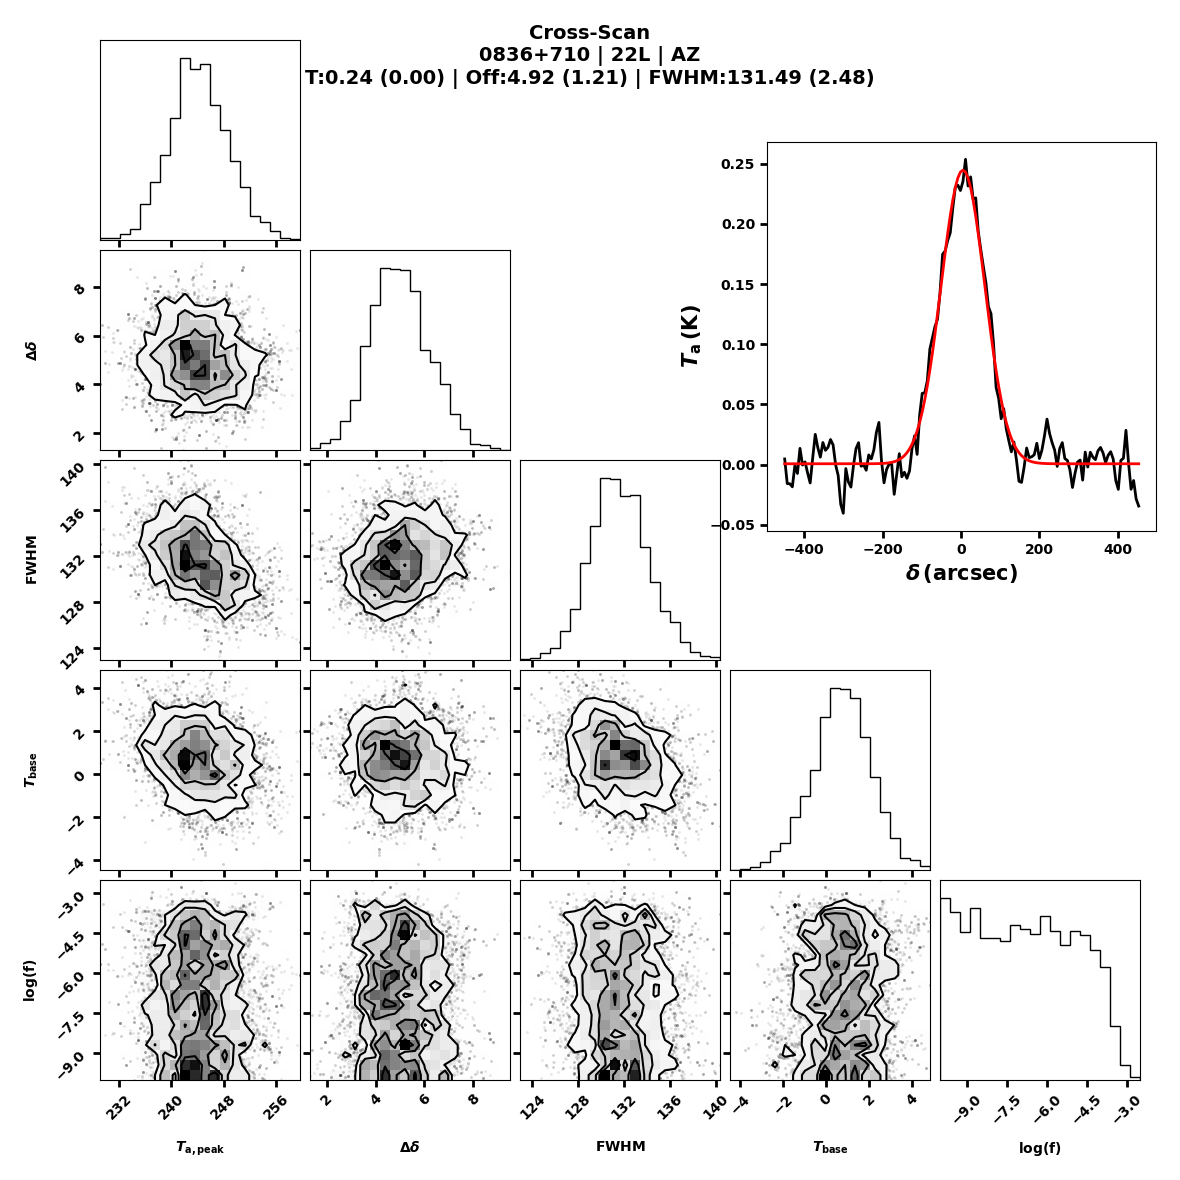 Cross-Scan
0836+710 | 22L | AZ
T:0.24 (0.00) | Off:4.92 (1.21) | FWHM:131.49 (2.48)
0.25
0.20
0.15
0.10
0.05
0.00
−0.05
Ta (K)
−400 −200 0 200 400
δ (arcsec)
8
6
4
2
Δδ
140
136
132
128
124
FWHM
4
2
0
−2
−4
Tbase
−3.0
−4.5
−6.0
−7.5
−9.0
log(f)
232 240 248 256 2 4 6 8 124 128 132 136 140 −4 −2 0 2 4 −9.0 −7.5 −6.0 −4.5 −3.0
Ta,peak Δδ FWHM Tbase log(f)